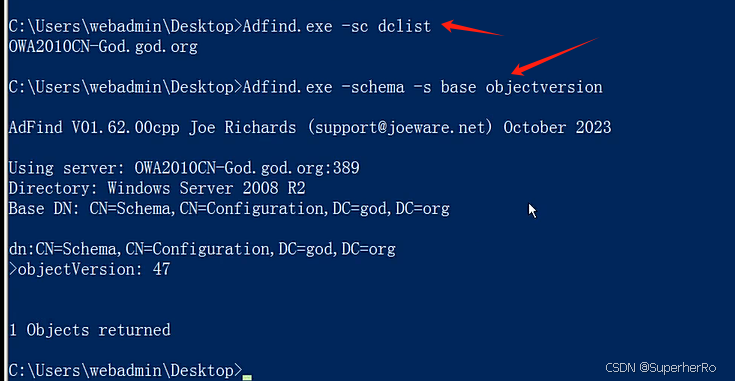 C:\Users\webadmin\Desktop>Adfind.exe -sc dclist
OWA2010CN-God.god.org
C:\Users\webadmin\Desktop>Adfind.exe -schema -s base objectversion
AdFind V01.62.00cpp Joe Richards (support@joeware.net) October 2023
Using server: OWA2010CN-God.god.org:389
Directory: Windows Server 2008 R2
Base DN: CN=Schema,CN=Configuration,DC=god,DC=org
dn:CN=Schema,CN=Configuration,DC=god,DC=org
>objectVersion: 47
1 Objects returned
C:\Users\webadmin\Desktop>_
CSDN @SuperherRo